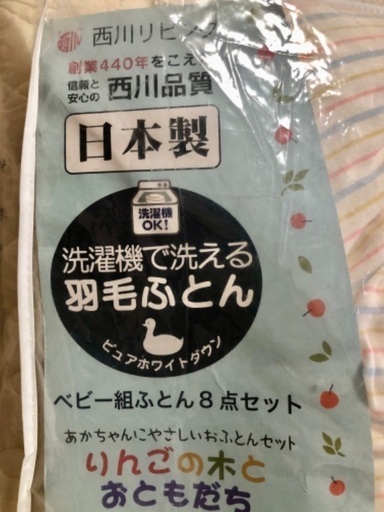 西川リビング
創業440年をこえ
信頼と
安心の
西川品質
日本製
洗濯機
OK!
洗濯機で洗える
羽毛ふとん
ピュアホワイトダウン
ベビー組ふとん8点セット
あかちゃんにやさしいおふとんセット
りんごの木と
おともだち